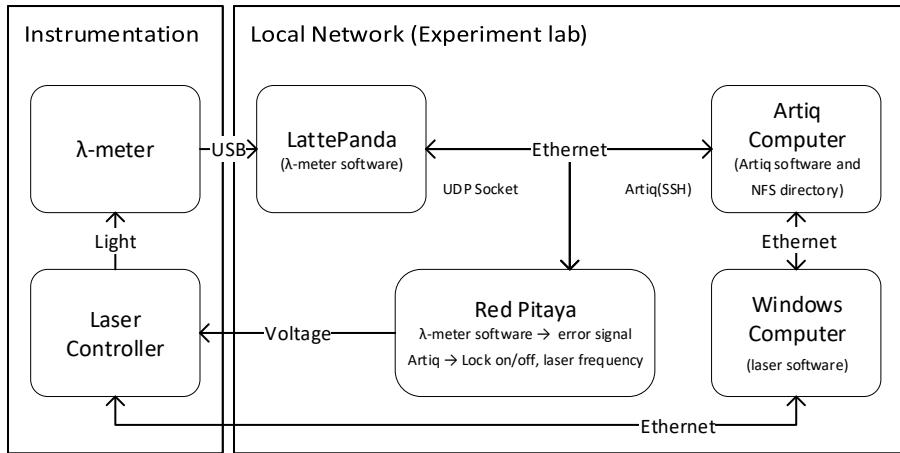 Instrumentation
Local Network (Experiment lab)
λ-meter
USB
LattePanda
(λ-meter software)
Ethernet
UDP Socket
Artiq(SSH)
Artiq
Computer
(Artiq software and
NFS directory)
Light
Ethernet
Laser
Controller
Voltage
Red Pitaya
λ-meter software → error signal
Artiq → Lock on/off, laser frequency
Windows
Computer
(laser software)
Ethernet